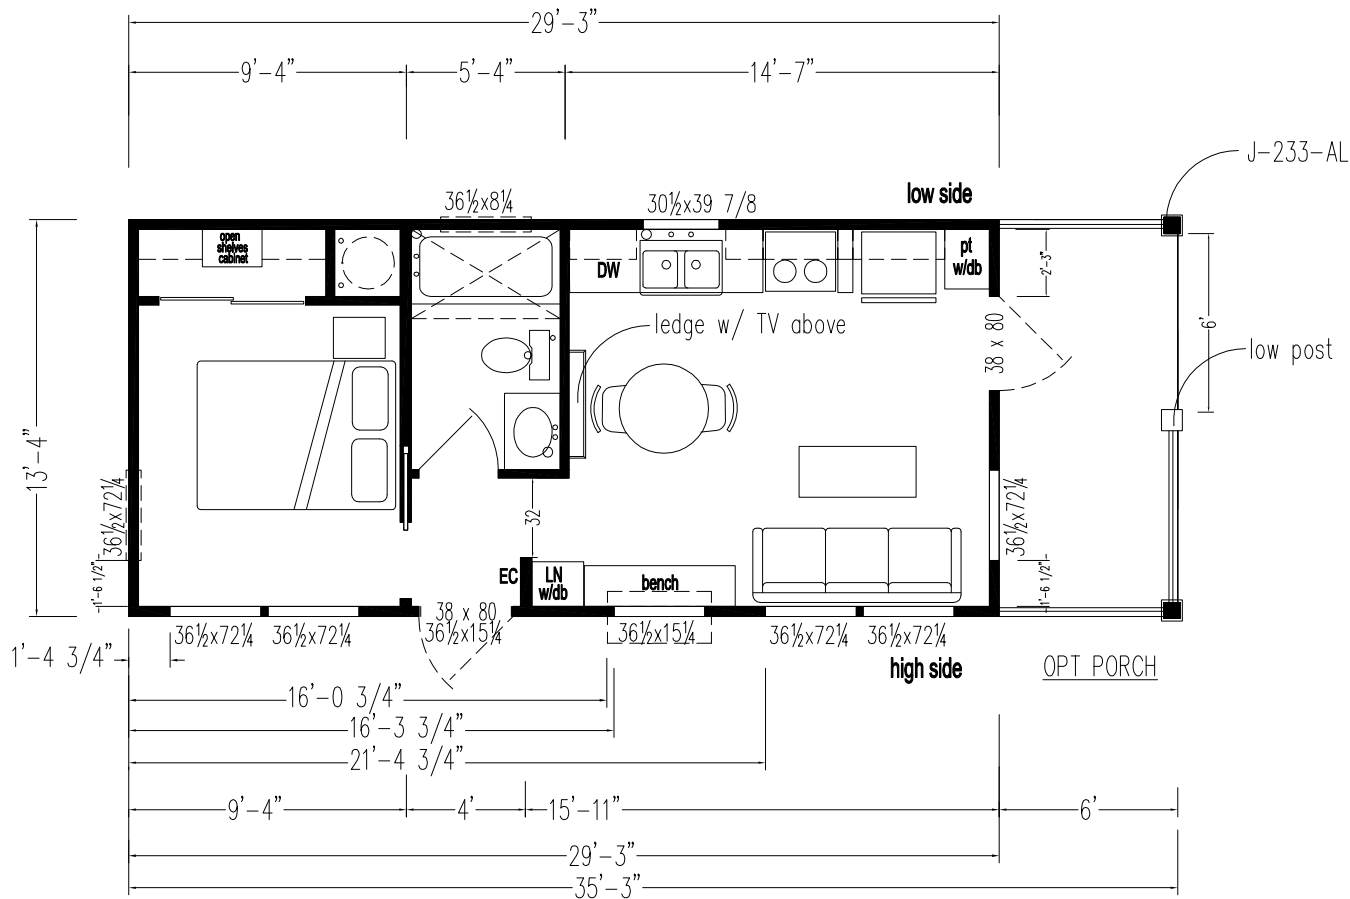 29'-3"
9'-4"
5'-4"
14'-7"
J-233-AL
low side
36½x8¼
30½x39 7/8
open
shelves
cabinet
DW
pt
w/db
2'-3"
ledge w/ TV above
38 x 80
6'
low post
13'-4"
36½x72¼
1'-6 1/2"
32
EC
LN
w/db
bench
36½x72¼
1'-6 1/2"
38 x 80
36½x15¼
36½x72¼
36½x72¼
36½x15¼
36½x72¼
36½x72¼
high side
OPT PORCH
1'-4 3/4"
16'-0 3/4"
16'-3 3/4"
21'-4 3/4"
9'-4"
4'
15'-11"
6'
29'-3"
35'-3"